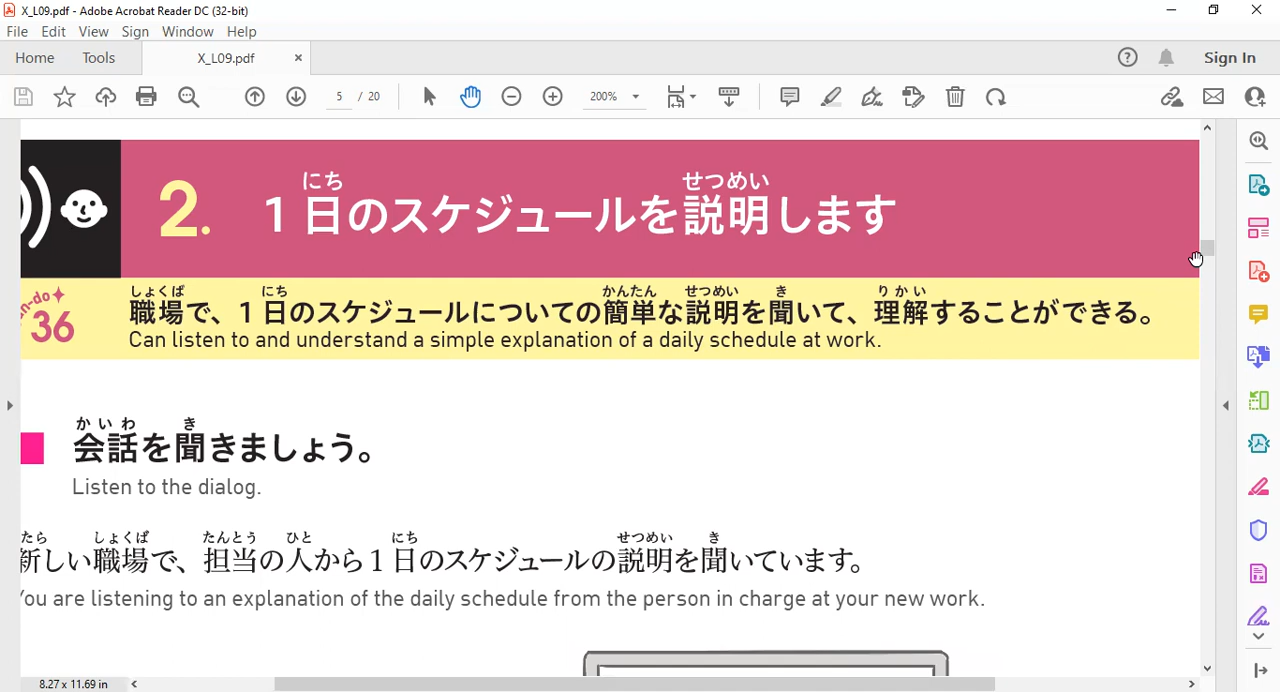 X_L09.pdf - Adobe Acrobat Reader DC (32-bit)
File Edit View Sign Window Help
Home Tools X_L09.pdf × Sign In
5 / 20 200%
にち せつめい
2. 1日のスケジュールを説明します
しょくば にち かんたん せつめい き りかい
36 職場で、1日のスケジュールについての簡単な説明を聞いて、理解することができる。
Can listen to and understand a simple explanation of a daily schedule at work.
かいわ き
会話を聞きましょう。
Listen to the dialog.
たら しょくば たんとう ひと にち せつめい き
新しい職場で、担当の人から1日のスケジュールの説明を聞いています。
You are listening to an explanation of the daily schedule from the person in charge at your new work.
8.27 x 11.69 in